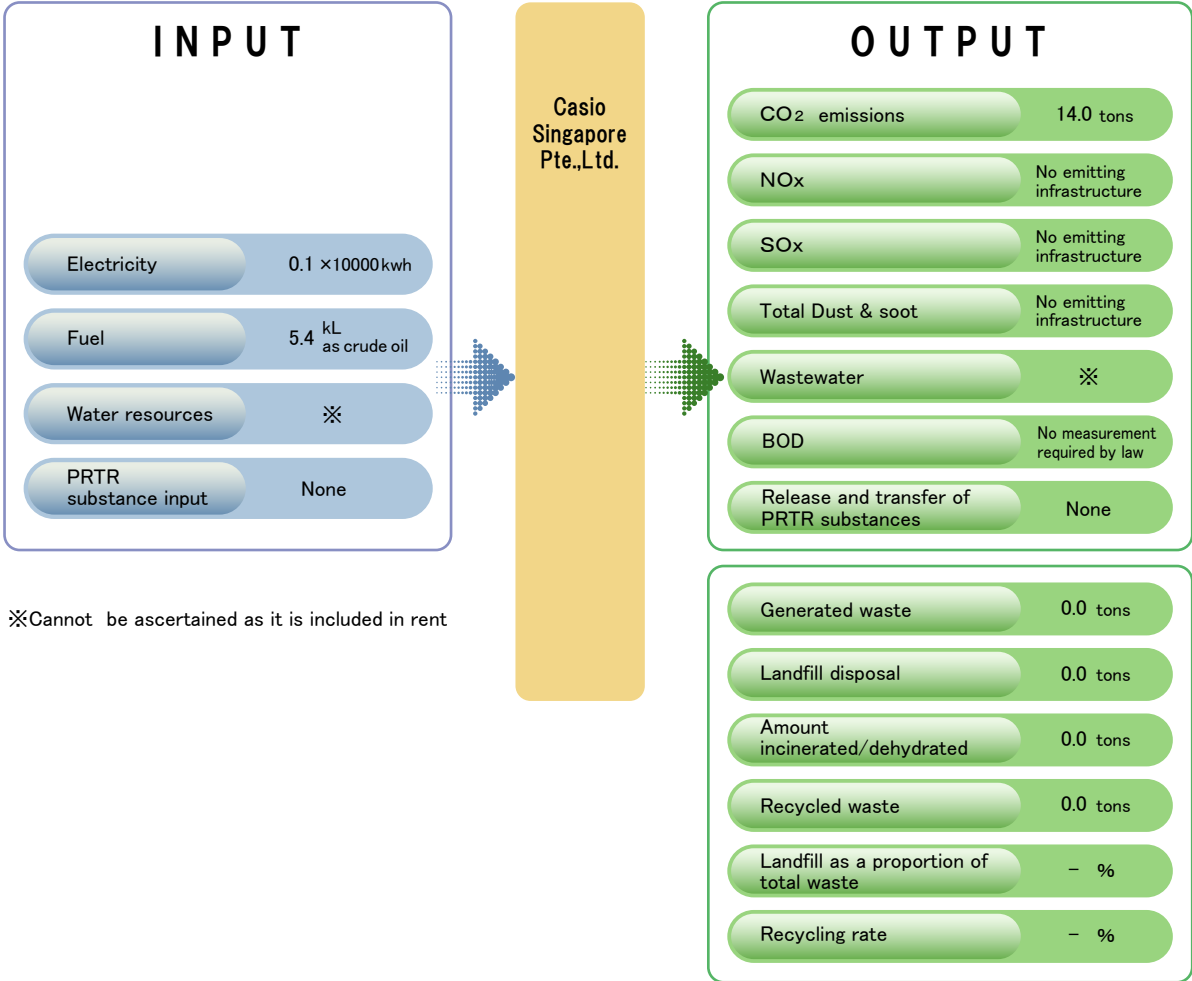 INPUT
Electricity 0.1 ×10000kwh
Fuel 5.4 kL
as crude oil
Water resources ※
PRTR
substance input None
※Cannot be ascertained as it is included in rent
Casio
Singapore
Pte.,Ltd.
OUTPUT
CO2 emissions 14.0 tons
NOx No emitting
infrastructure
SOx No emitting
infrastructure
Total Dust & soot No emitting
infrastructure
Wastewater ※
BOD No measurement
required by law
Release and transfer of
PRTR substances None
Generated waste 0.0 tons
Landfill disposal 0.0 tons
Amount
incinerated/dehydrated 0.0 tons
Recycled waste 0.0 tons
Landfill as a proportion of
total waste - %
Recycling rate - %